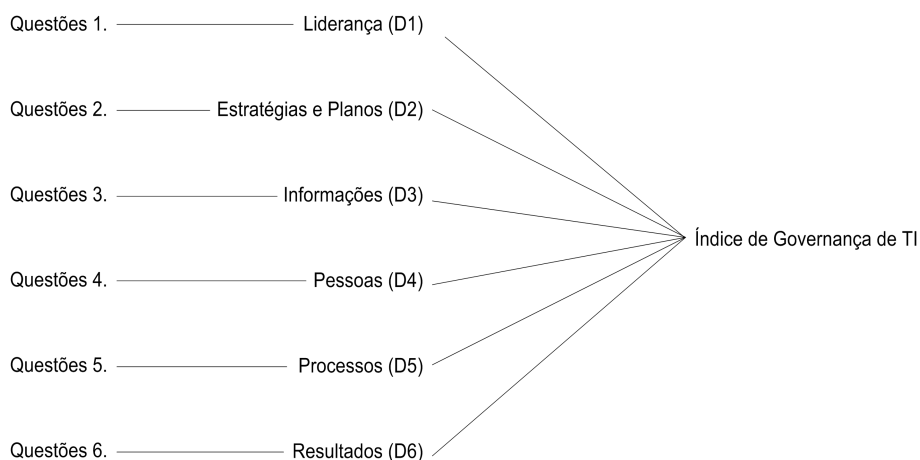 Questões 1. Liderança (D1)
Questões 2. Estratégias e Planos (D2)
Questões 3. Informações (D3)
Índice de Governança de TI
Questões 4. Pessoas (D4)
Questões 5. Processos (D5)
Questões 6. Resultados (D6)